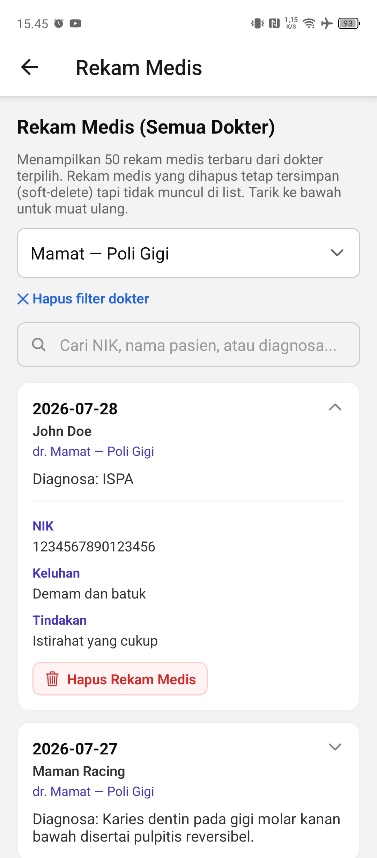 15.45
1,15
K/S
93
Rekam Medis
Rekam Medis (Semua Dokter)
Menampilkan 50 rekam medis terbaru dari dokter
terpilih. Rekam medis yang dihapus tetap tersimpan
(soft-delete) tapi tidak muncul di list. Tarik ke bawah
untuk muat ulang.
Mamat — Poli Gigi
Hapus filter dokter
Cari NIK, nama pasien, atau diagnosa...
2026-07-28
John Doe
dr. Mamat — Poli Gigi
Diagnosa: ISPA
NIK
1234567890123456
Keluhan
Demam dan batuk
Tindakan
Istirahat yang cukup
Hapus Rekam Medis
2026-07-27
Maman Racing
dr. Mamat — Poli Gigi
Diagnosa: Karies dentin pada gigi molar kanan
bawah disertai pulpitis reversibel.